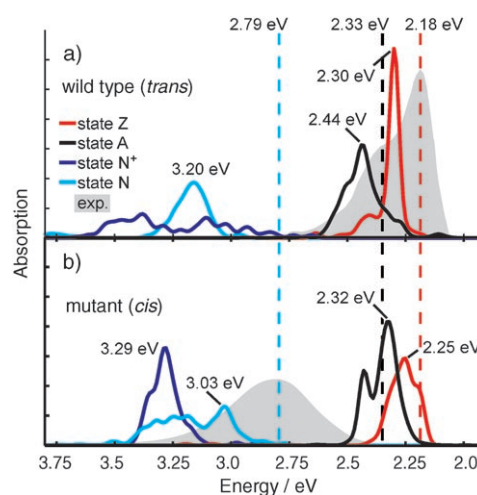 2.79 eV 2.33 eV 2.18 eV
a)
wild type (trans)
2.30 eV
2.44 eV
state Z
state A
state N⁺
state N
exp.
3.20 eV
Absorption
b)
mutant (cis)
2.32 eV
3.29 eV
2.25 eV
3.03 eV
3.75 3.5 3.25 3.0 2.75 2.50 2.25 2.0
Energy / eV